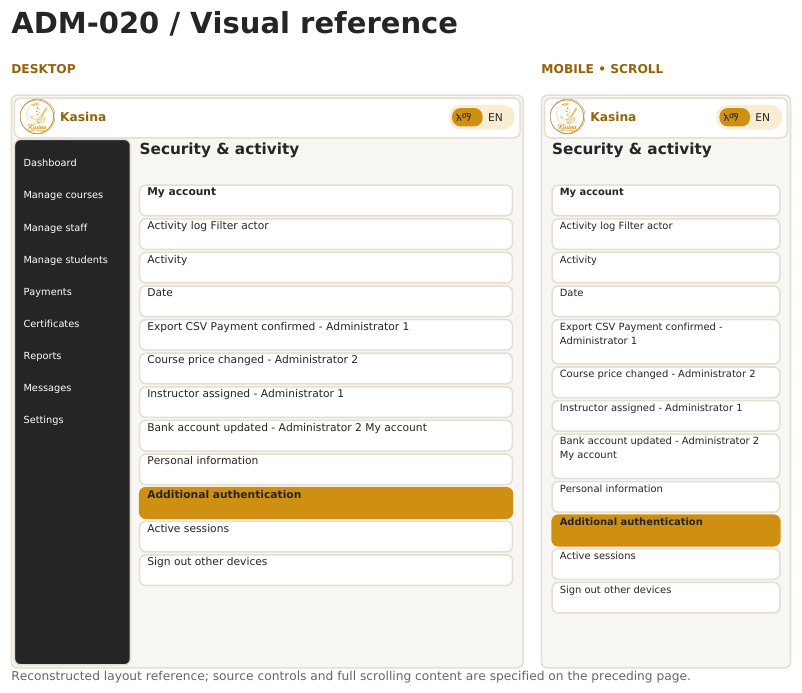 ADM-020 / Visual reference
DESKTOP
Kasina
Kasina
አማ
EN
Dashboard
Manage courses
Manage staff
Manage students
Payments
Certificates
Reports
Messages
Settings
Security & activity
My account
Activity log Filter actor
Activity
Date
Export CSV Payment confirmed - Administrator 1
Course price changed - Administrator 2
Instructor assigned - Administrator 1
Bank account updated - Administrator 2 My account
Personal information
Additional authentication
Active sessions
Sign out other devices
MOBILE • SCROLL
Kasina
Kasina
አማ
EN
Security & activity
My account
Activity log Filter actor
Activity
Date
Export CSV Payment confirmed -
Administrator 1
Course price changed - Administrator 2
Instructor assigned - Administrator 1
Bank account updated - Administrator 2
My account
Personal information
Additional authentication
Active sessions
Sign out other devices
Reconstructed layout reference; source controls and full scrolling content are specified on the preceding page.